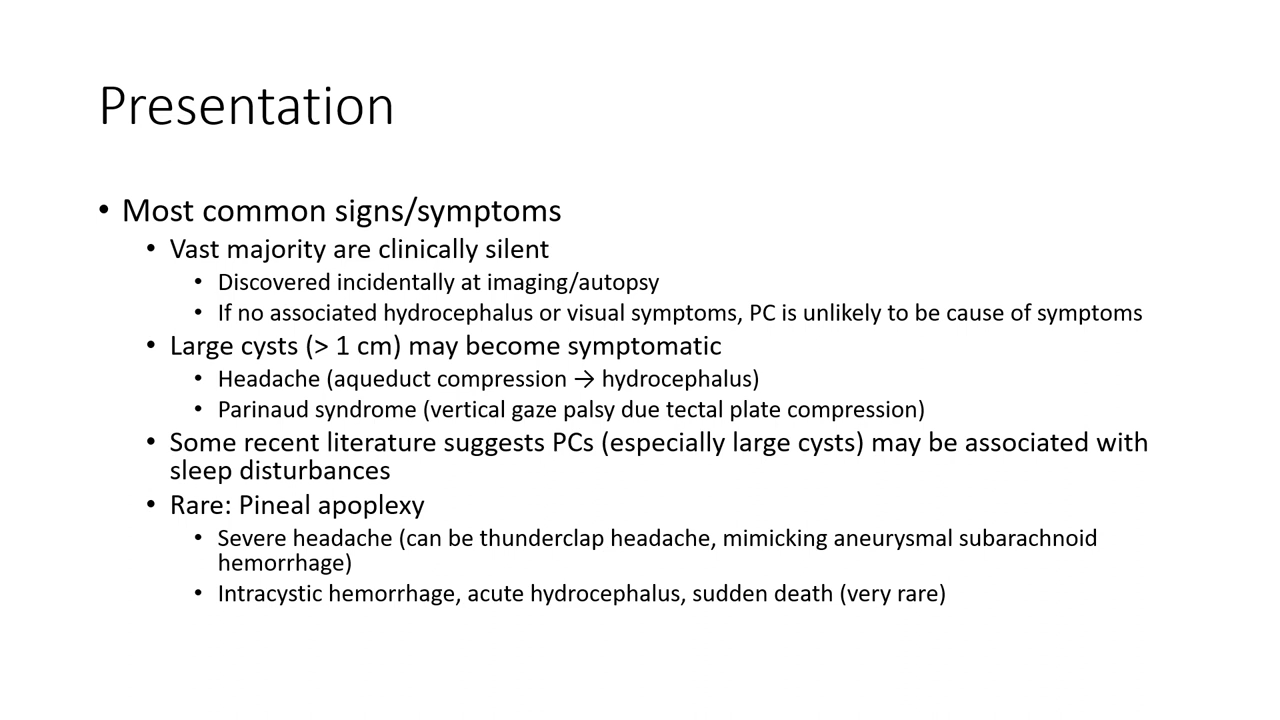 Presentation
• Most common signs/symptoms
• Vast majority are clinically silent
• Discovered incidentally at imaging/autopsy
• If no associated hydrocephalus or visual symptoms, PC is unlikely to be cause of symptoms
• Large cysts (> 1 cm) may become symptomatic
• Headache (aqueduct compression → hydrocephalus)
• Parinaud syndrome (vertical gaze palsy due tectal plate compression)
• Some recent literature suggests PCs (especially large cysts) may be associated with
sleep disturbances
• Rare: Pineal apoplexy
• Severe headache (can be thunderclap headache, mimicking aneurysmal subarachnoid
hemorrhage)
• Intracystic hemorrhage, acute hydrocephalus, sudden death (very rare)